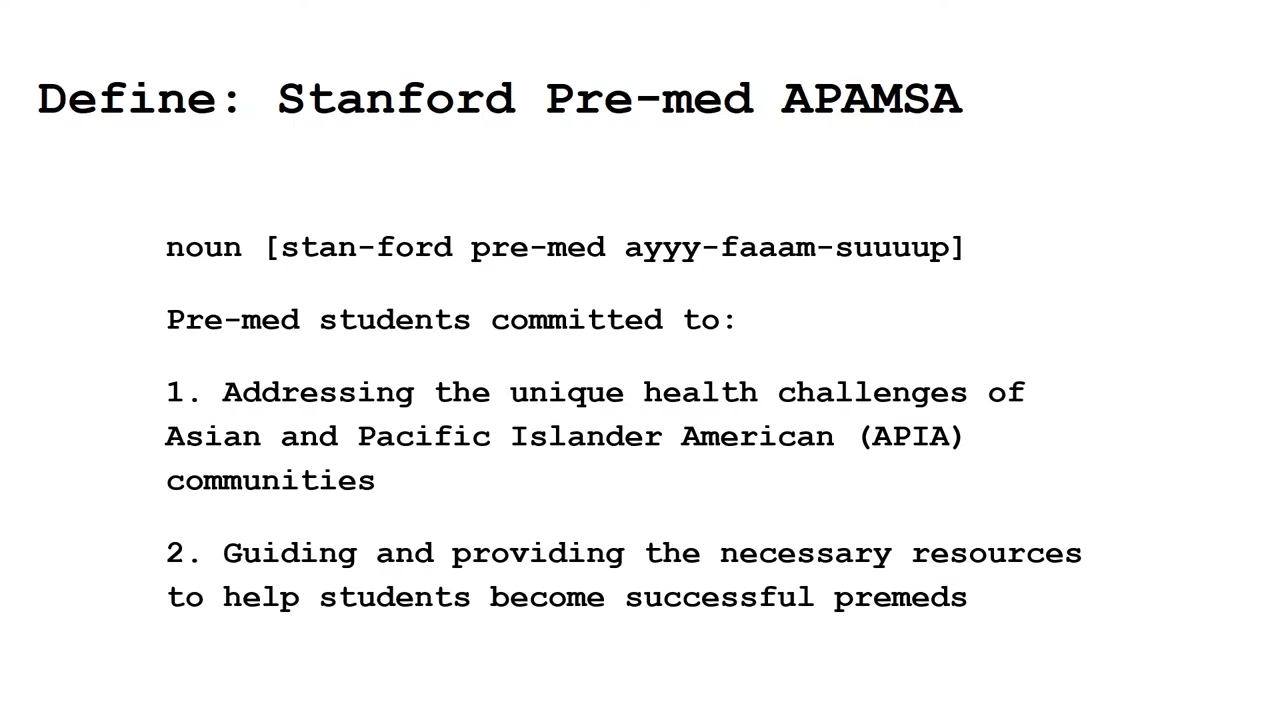 Define: Stanford Pre-med APAMSA
noun [stan-ford pre-med ayyy-faaam-suuuup]
Pre-med students committed to:
1. Addressing the unique health challenges of
Asian and Pacific Islander American (APIA)
communities
2. Guiding and providing the necessary resources
to help students become successful premeds